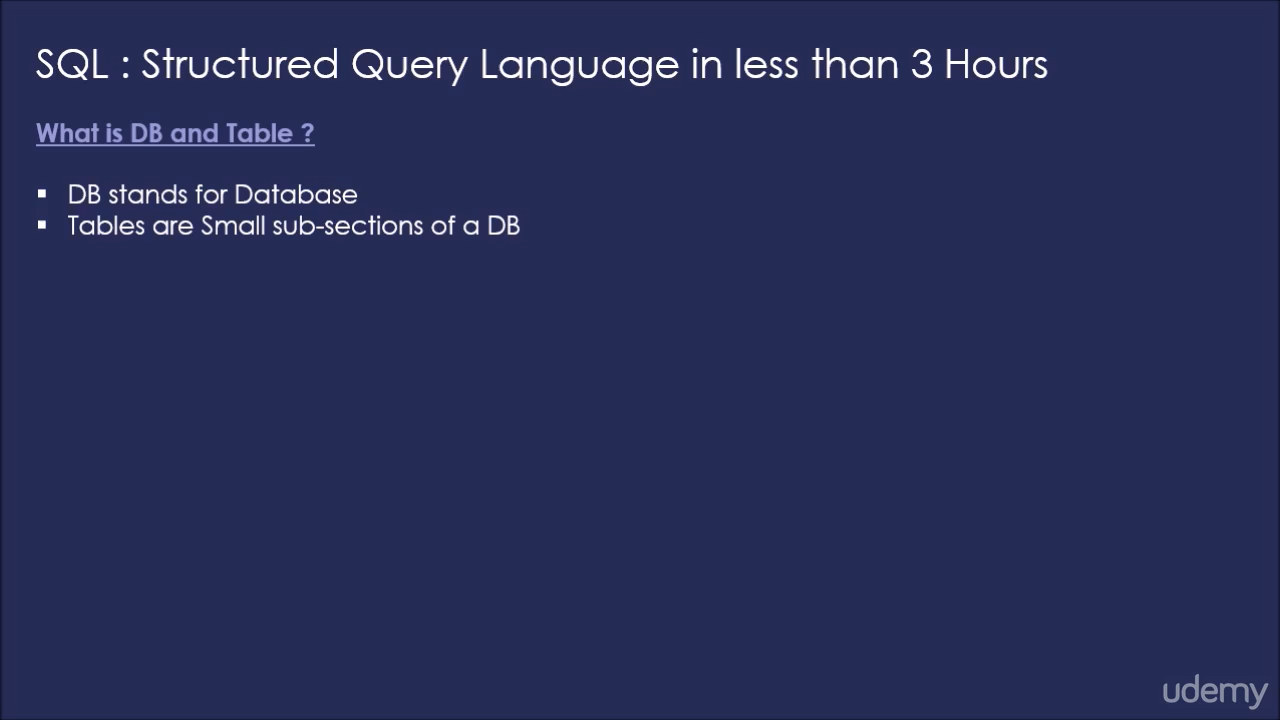 SQL : Structured Query Language in less than 3 Hours
What is DB and Table ?
▪ DB stands for Database
▪ Tables are Small sub-sections of a DB
udemy